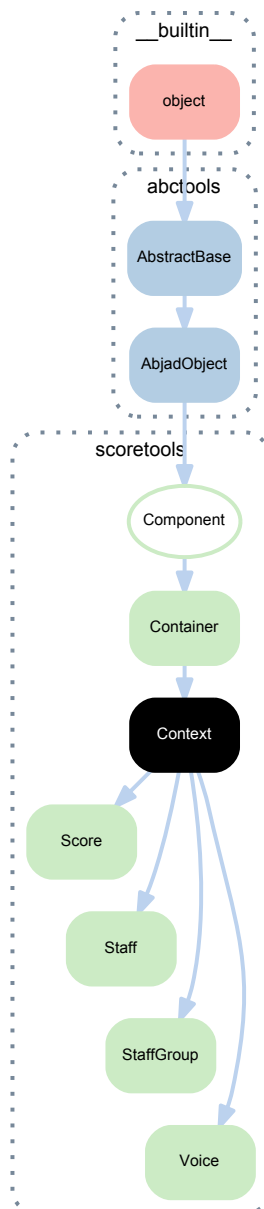 __builtin__
object
abctools
AbstractBase
AbjadObject
scoretools
Component
Container
Context
Score
Staff
StaffGroup
Voice